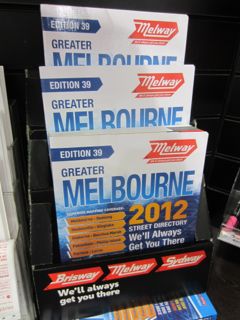 EDITION 39
Melway
GREATER
MELBOURNE
EDITION 39
Melway
GREATER
MELBOURNE
EDITION 39
Melway
GREATER
MELBOURNE
2012
STREET DIRECTORY
We'll Always
Get You There
Brisway Melway Sydway
We'll always
get you there